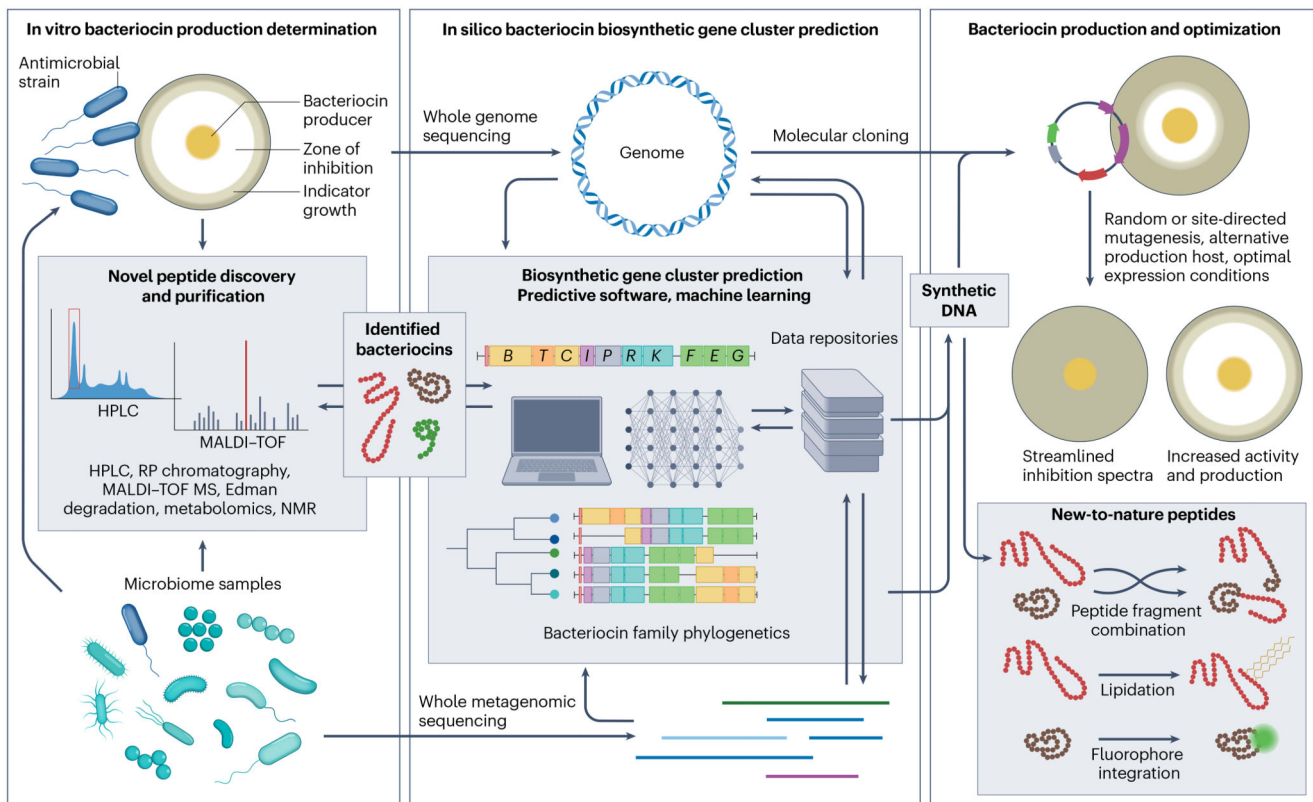 In vitro bacteriocin production determination
Antimicrobial
strain
Bacteriocin
producer
Zone of
inhibition
Indicator
growth
Novel peptide discovery
and purification
HPLC
MALDI–TOF
HPLC, RP chromatography,
MALDI–TOF MS, Edman
degradation, metabolomics, NMR
Microbiome samples
Identified
bacteriocins
In silico bacteriocin biosynthetic gene cluster prediction
Whole genome
sequencing
Genome
Molecular cloning
Biosynthetic gene cluster prediction
Predictive software, machine learning
B T C I P R K F E G
Data repositories
Bacteriocin family phylogenetics
Whole metagenomic
sequencing
Synthetic
DNA
Bacteriocin production and optimization
Random or site-directed
mutagenesis, alternative
production host, optimal
expression conditions
Streamlined
inhibition spectra
Increased activity
and production
New-to-nature peptides
Peptide fragment
combination
Lipidation
Fluorophore
integration